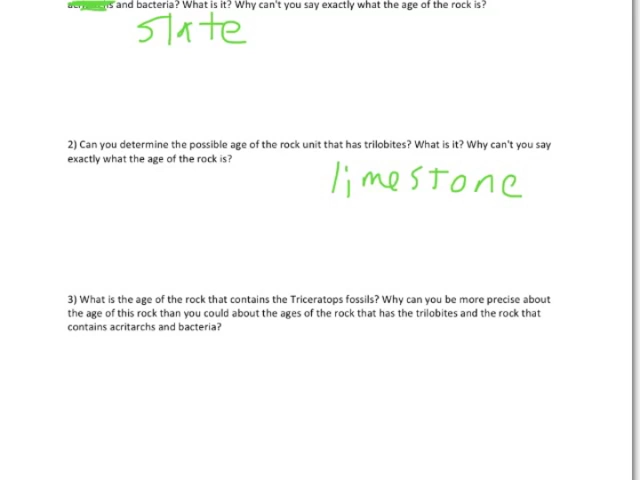 and bacteria? What is it? Why can't you say exactly what the age of the rock is?
slate
2) Can you determine the possible age of the rock unit that has trilobites? What is it? Why can't you say
exactly what the age of the rock is?
limestone
3) What is the age of the rock that contains the Triceratops fossils? Why can you be more precise about
the age of this rock than you could about the ages of the rock that has the trilobites and the rock that
contains acritarchs and bacteria?